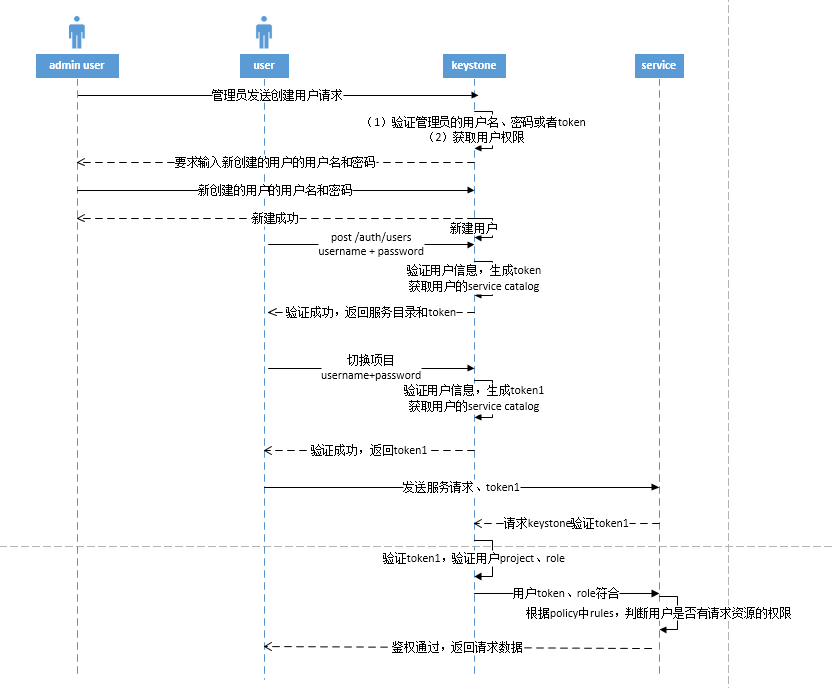 admin user
user
keystone
service
管理员发送创建用户请求
（1）验证管理员的用户名、密码或者token
（2）获取用户权限
要求输入新创建的用户的用户名和密码
新创建的用户的用户名和密码
新建成功
新建用户
post /auth/users
username + password
验证用户信息，生成token
获取用户的service catalog
验证成功，返回服务目录和token
切换项目
username+password
验证用户信息，生成token1
获取用户的service catalog
验证成功，返回token1
发送服务请求、token1
请求keystone验证token1
验证token1，验证用户project、role
用户token、role符合
根据policy中rules，判断用户是否有请求资源的权限
鉴权通过，返回请求数据